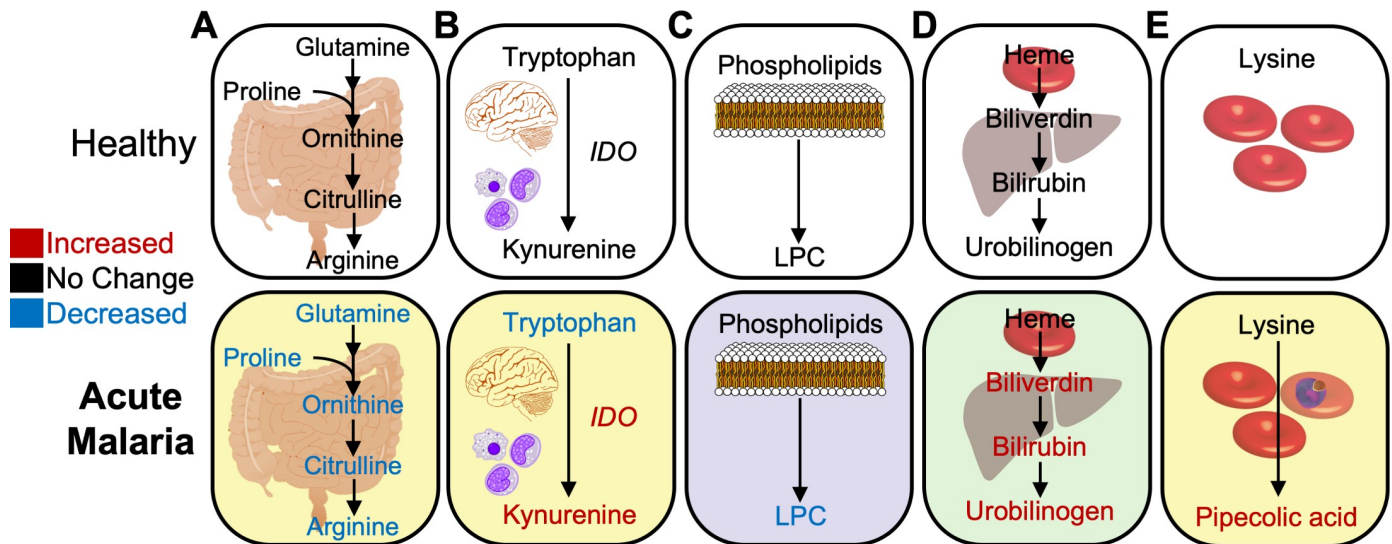 A
B
C
D
E
Healthy
Glutamine
Proline
Ornithine
Citrulline
Arginine
Tryptophan
IDO
Kynurenine
Phospholipids
LPC
Heme
Biliverdin
Bilirubin
Urobilinogen
Lysine
Increased
No Change
Decreased
Acute
Malaria
Glutamine
Proline
Ornithine
Citrulline
Arginine
Tryptophan
IDO
Kynurenine
Phospholipids
LPC
Heme
Biliverdin
Bilirubin
Urobilinogen
Lysine
Pipecolic acid